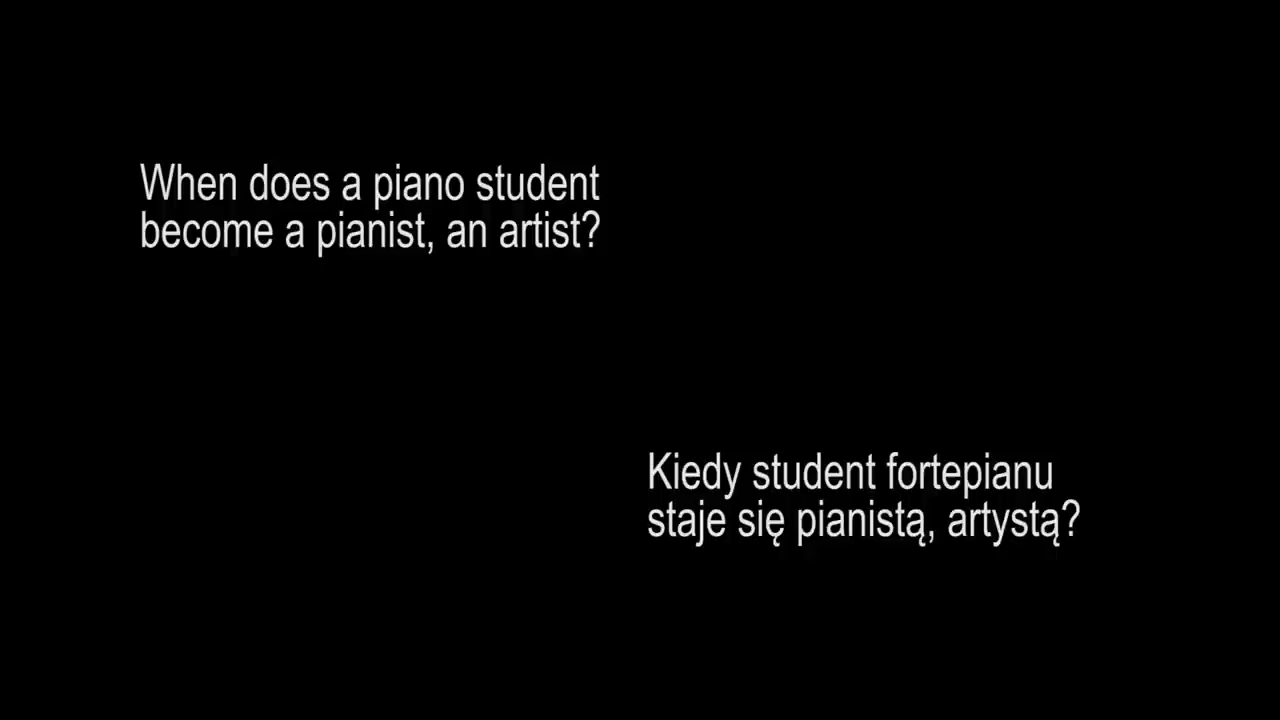 When does a piano student
become a pianist, an artist?
Kiedy student fortepianu
staje się pianistą, artystą?